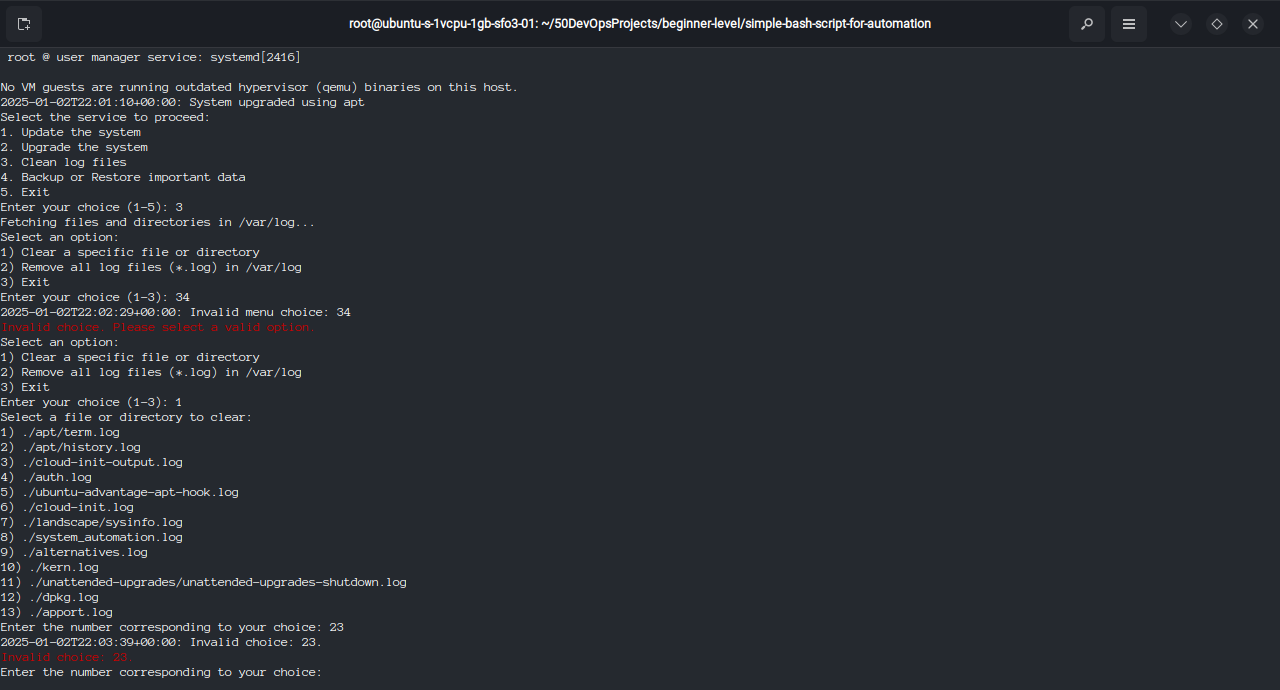 root@ubuntu-s-1vcpu-1gb-sfo3-01: ~/50DevOpsProjects/beginner-level/simple-bash-script-for-automation
root @ user manager service: systemd[2416]
No VM guests are running outdated hypervisor (qemu) binaries on this host.
2025-01-02T22:01:10+00:00: System upgraded using apt
Select the service to proceed:
1. Update the system
2. Upgrade the system
3. Clean log files
4. Backup or Restore important data
5. Exit
Enter your choice (1-5): 3
Fetching files and directories in /var/log...
Select an option:
1) Clear a specific file or directory
2) Remove all log files (*.log) in /var/log
3) Exit
Enter your choice (1-3): 34
2025-01-02T22:02:29+00:00: Invalid menu choice: 34
Invalid choice. Please select a valid option.
Select an option:
1) Clear a specific file or directory
2) Remove all log files (*.log) in /var/log
3) Exit
Enter your choice (1-3): 1
Select a file or directory to clear:
1) ./apt/term.log
2) ./apt/history.log
3) ./cloud-init-output.log
4) ./auth.log
5) ./ubuntu-advantage-apt-hook.log
6) ./cloud-init.log
7) ./landscape/sysinfo.log
8) ./system_automation.log
9) ./alternatives.log
10) ./kern.log
11) ./unattended-upgrades/unattended-upgrades-shutdown.log
12) ./dpkg.log
13) ./apport.log
Enter the number corresponding to your choice: 23
2025-01-02T22:03:39+00:00: Invalid choice: 23.
Invalid choice: 23.
Enter the number corresponding to your choice: